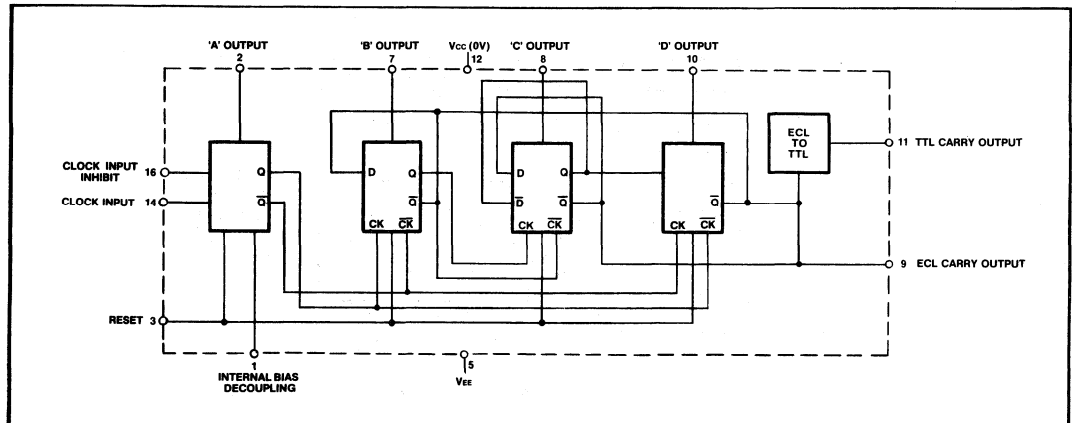 'A' OUTPUT
2
'B' OUTPUT
7
VCC (0V)
12
'C' OUTPUT
8
'D' OUTPUT
10
ECL
TO
TTL
11 TTL CARRY OUTPUT
CLOCK INPUT
INHIBIT
16
CLOCK INPUT 14
Q
Q̅
D
Q
Q̅
CK C̅K̅
D
D̅
Q
Q̅
CK C̅K̅
Q̅
CK C̅K̅
9 ECL CARRY OUTPUT
RESET 3
1
INTERNAL BIAS
DECOUPLING
5
VEE